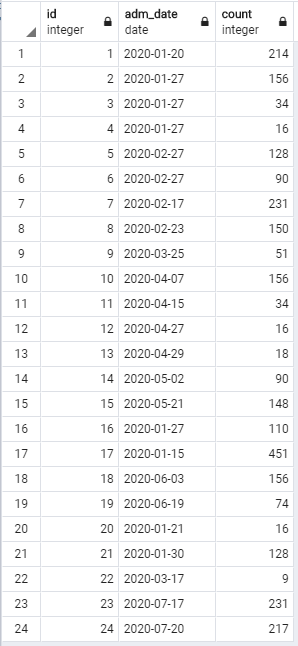 id adm_date count
integer date integer
1 1 2020-01-20 214
2 2 2020-01-27 156
3 3 2020-01-27 34
4 4 2020-01-27 16
5 5 2020-02-27 128
6 6 2020-02-27 90
7 7 2020-02-17 231
8 8 2020-02-23 150
9 9 2020-03-25 51
10 10 2020-04-07 156
11 11 2020-04-15 34
12 12 2020-04-27 16
13 13 2020-04-29 18
14 14 2020-05-02 90
15 15 2020-05-21 148
16 16 2020-01-27 110
17 17 2020-01-15 451
18 18 2020-06-03 156
19 19 2020-06-19 74
20 20 2020-01-21 16
21 21 2020-01-30 128
22 22 2020-03-17 9
23 23 2020-07-17 231
24 24 2020-07-20 217